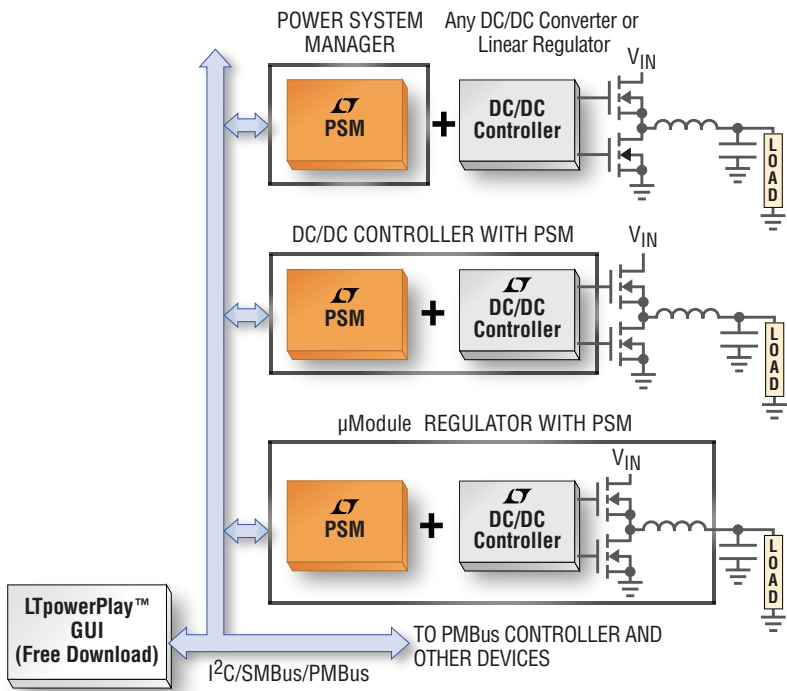 POWER SYSTEM
MANAGER
Any DC/DC Converter or
Linear Regulator
VIN
PSM
+
DC/DC
Controller
LOAD
DC/DC CONTROLLER WITH PSM
VIN
PSM
+
DC/DC
Controller
LOAD
µModule REGULATOR WITH PSM
VIN
PSM
+
DC/DC
Controller
LOAD
LTpowerPlay™
GUI
(Free Download)
I²C/SMBus/PMBus
TO PMBus CONTROLLER AND
OTHER DEVICES